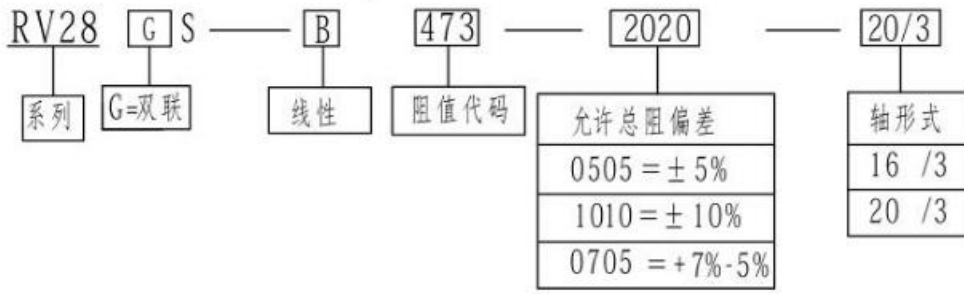 RV28 G S — B 473 — 2020 — 20/3
系列
G=双联
线性
阻值代码
允许总阻偏差
0505 = ± 5%
1010 = ± 10%
0705 = +7%-5%
轴形式
16 /3
20 /3